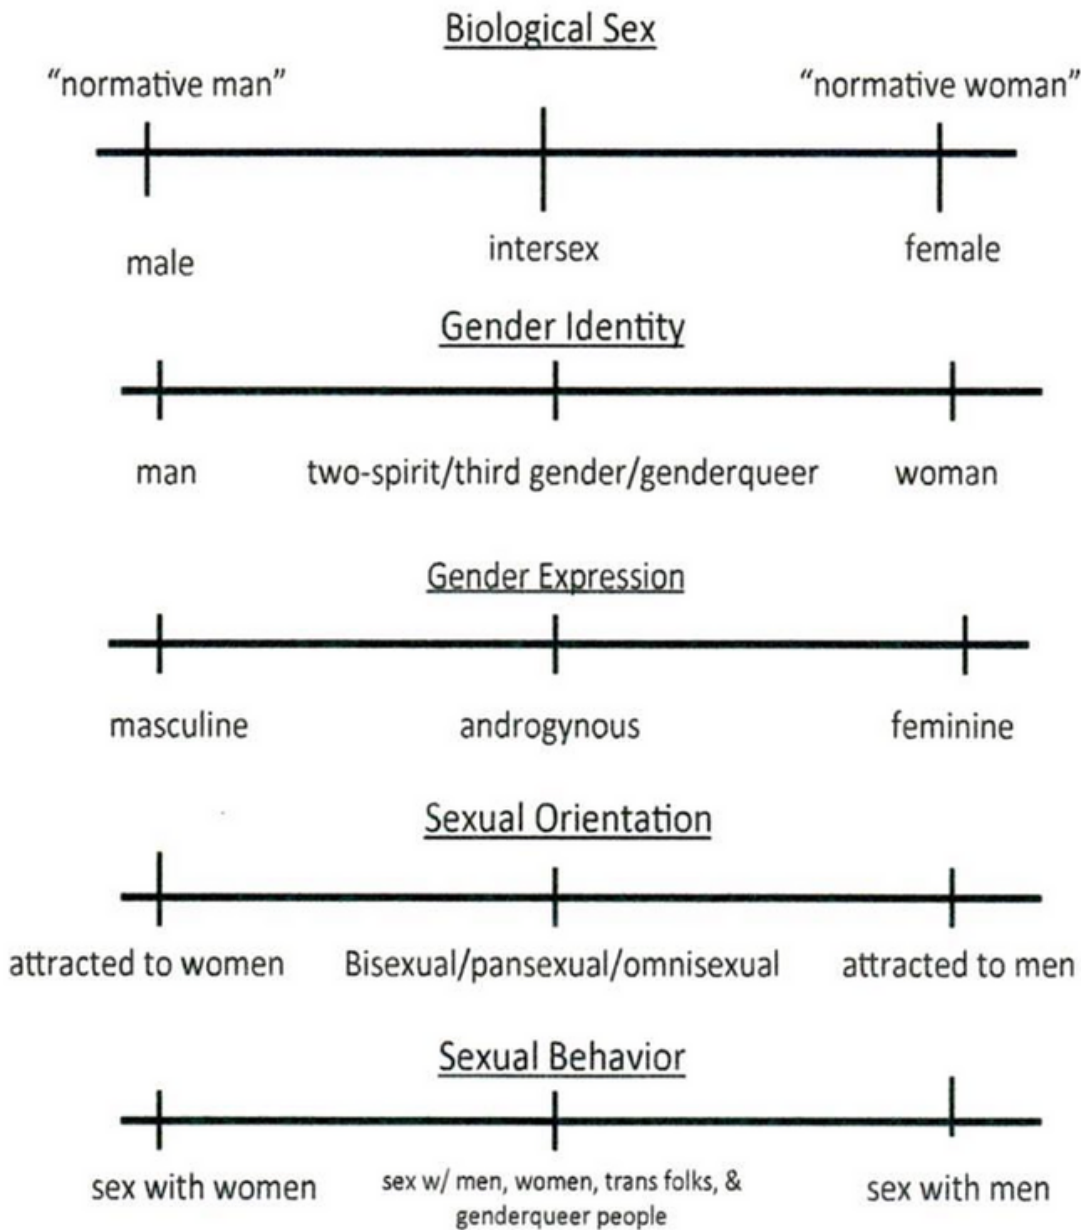 Biological Sex
“normative man” “normative woman”
male intersex female
Gender Identity
man two-spirit/third gender/genderqueer woman
Gender Expression
masculine androgynous feminine
Sexual Orientation
attracted to women Bisexual/pansexual/omnisexual attracted to men
Sexual Behavior
sex with women sex w/ men, women, trans folks, & sex with men
genderqueer people